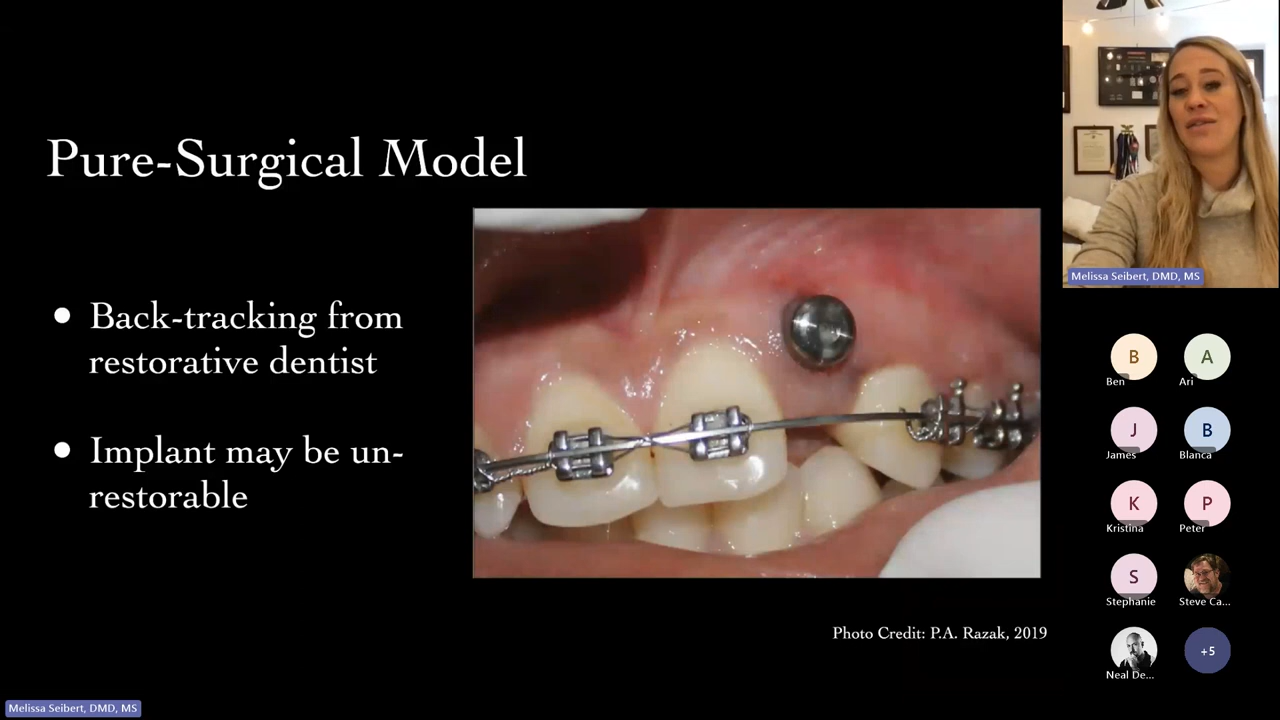 Pure-Surgical Model
Back-tracking from
restorative dentist
Implant may be un-
restorable
Photo Credit: P.A. Razak, 2019
Melissa Seibert, DMD, MS
Melissa Seibert, DMD, MS
B
A
Ben
Ari
J
B
James
Blanca
K
P
Kristina
Peter
S
Stephanie
Steve Ca...
Neal De...
+5